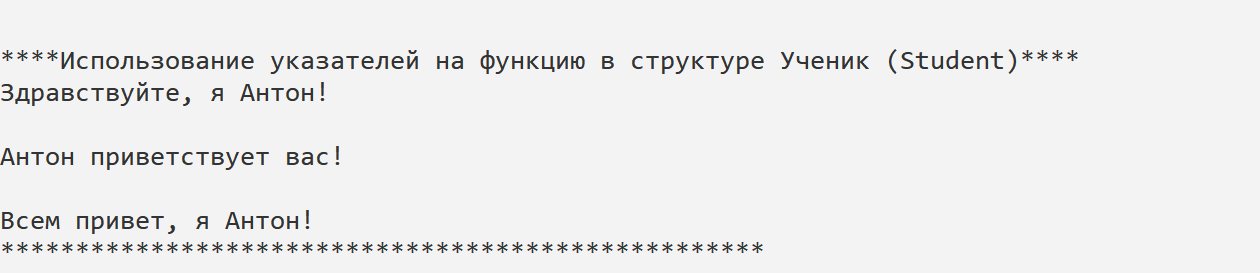 ****Использование указателей на функцию в структуре Ученик (Student)****
Здравствуйте, я Антон!
Антон приветствует вас!
Всем привет, я Антон!
***************************************************